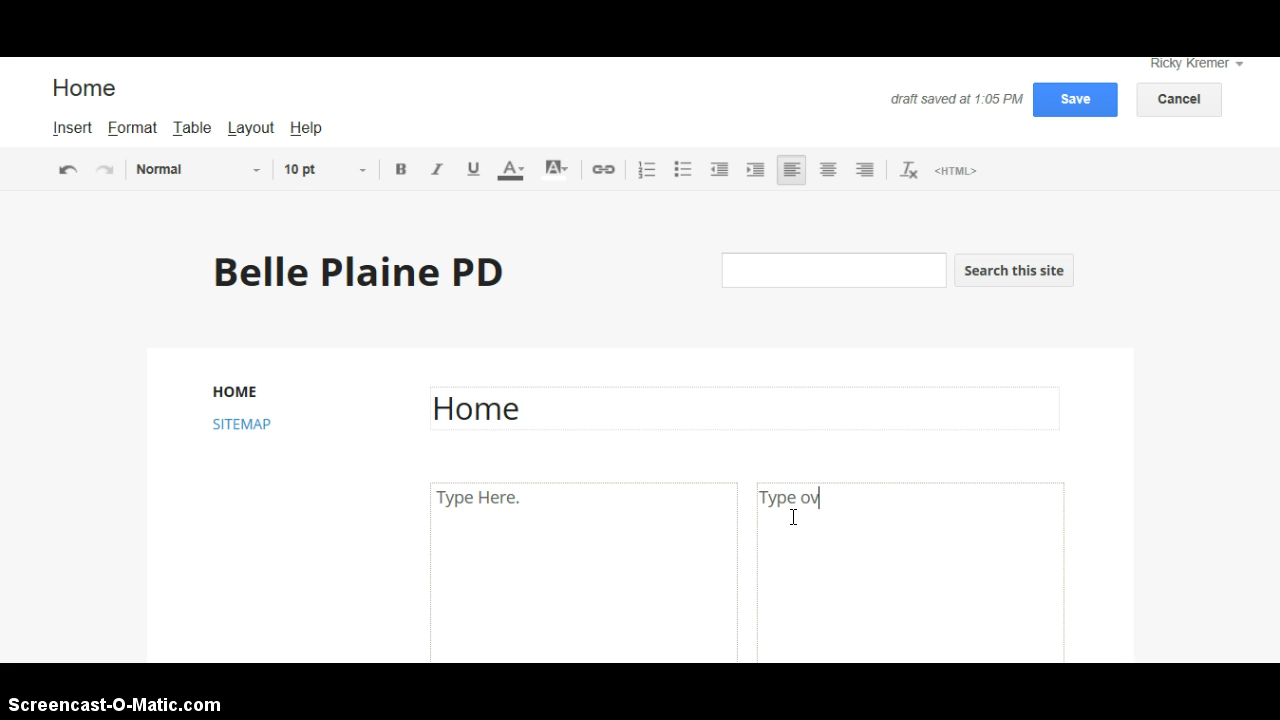 Ricky Kremer
Home
draft saved at 1:05 PM Save Cancel
Insert Format Table Layout Help
Normal 10 pt B I U A A <HTML>
Belle Plaine PD
Search this site
HOME
Home
SITEMAP
Type Here. Type ov
Screencast-O-Matic.com